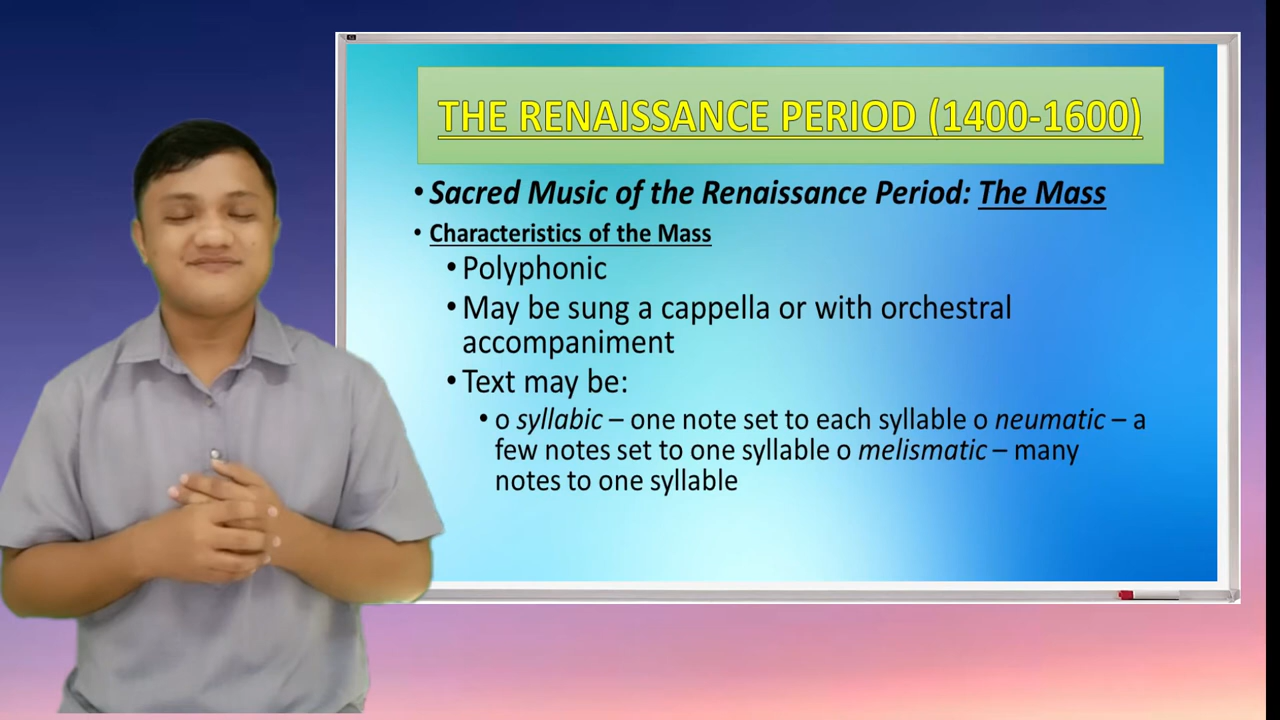 THE RENAISSANCE PERIOD (1400-1600)
• Sacred Music of the Renaissance Period: The Mass
• Characteristics of the Mass
• Polyphonic
• May be sung a cappella or with orchestral
accompaniment
• Text may be:
• o syllabic – one note set to each syllable o neumatic – a
few notes set to one syllable o melismatic – many
notes to one syllable